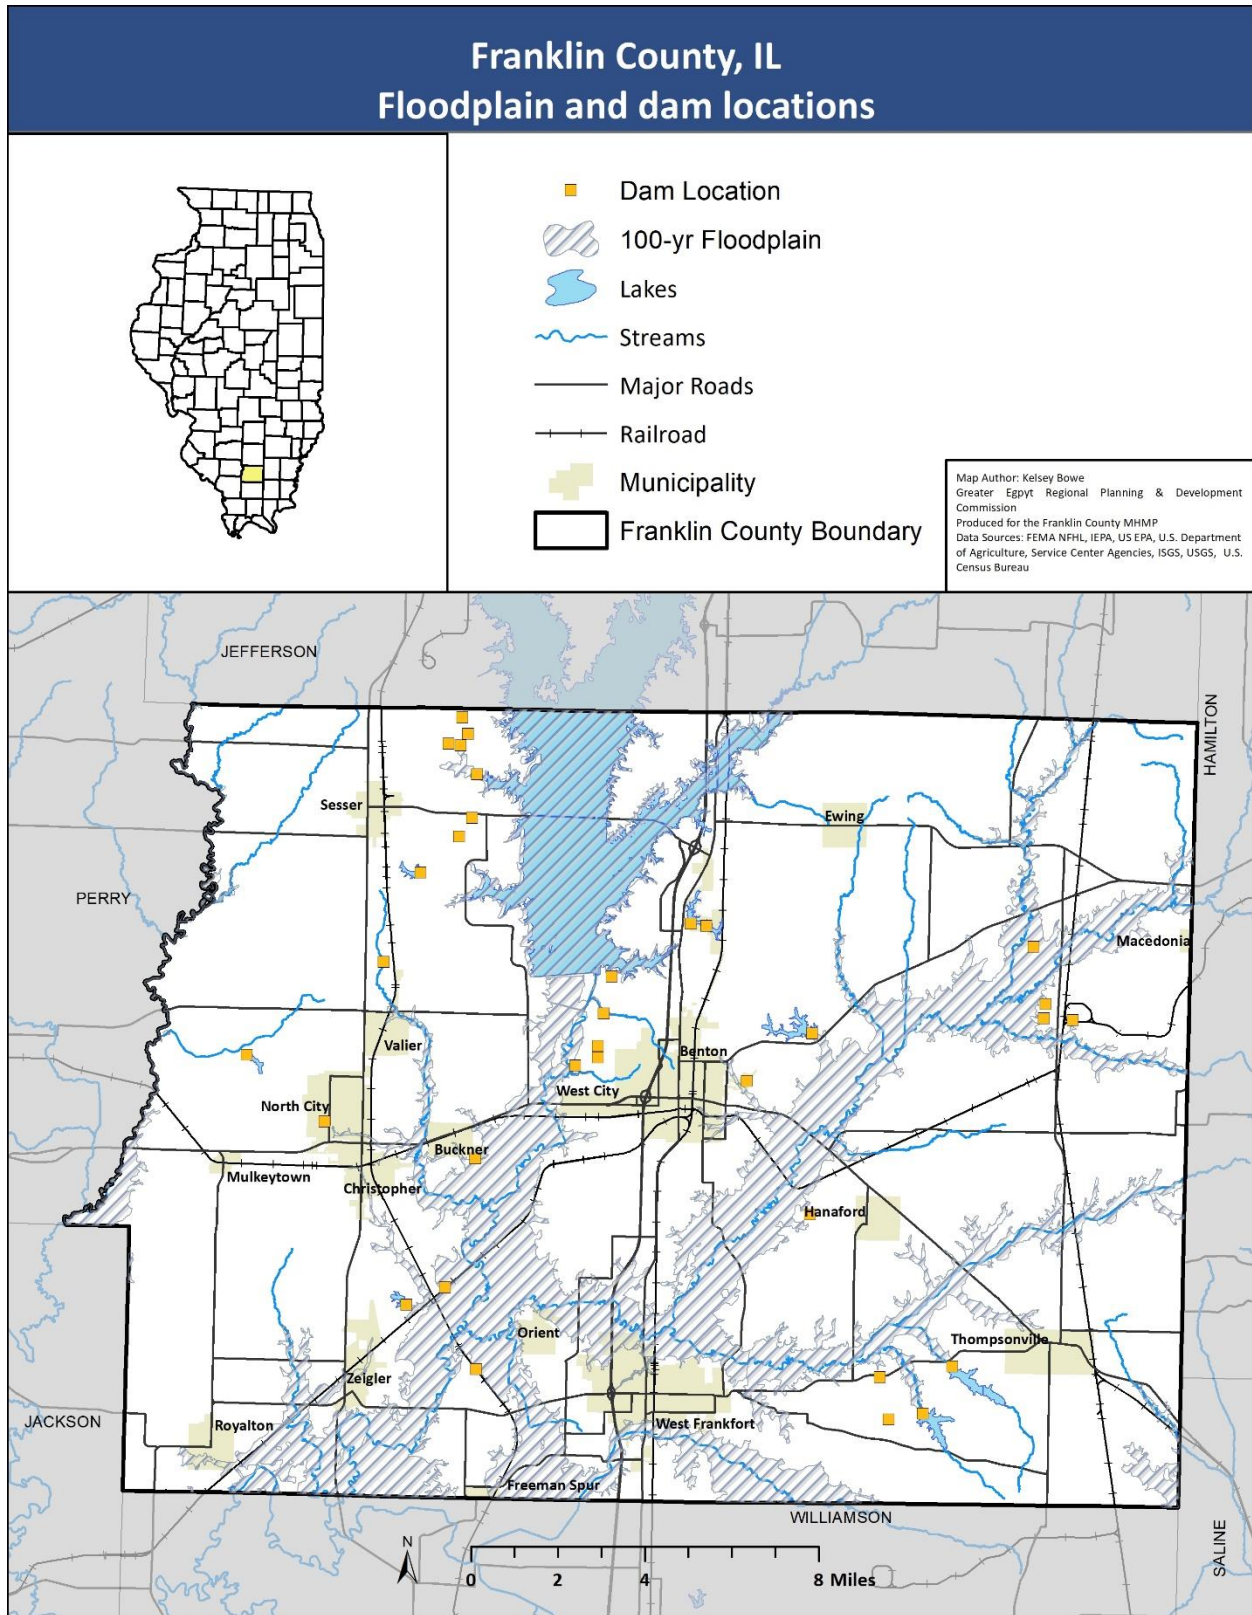 Franklin County, IL
Floodplain and dam locations
Dam Location
100-yr Floodplain
Lakes
Streams
Major Roads
Railroad
Municipality
Franklin County Boundary
Map Author: Kelsey Bowe
Greater Egpyt Regional Planning & Development
Commission
Produced for the Franklin County MHMP
Data Sources: FEMA NFHL, IEPA, US EPA, U.S. Department
of Agriculture, Service Center Agencies, ISGS, USGS, U.S.
Census Bureau
JEFFERSON
HAMILTON
Sesser
Ewing
PERRY
Macedonia
Valier
Benton
West City
North City
Buckner
Mulkeytown
Christopher
Hanaford
Orient
Thompsonville
Zeigler
JACKSON
Royalton
West Frankfort
Freeman Spur
WILLIAMSON
SALINE
N
0 2 4 8 Miles